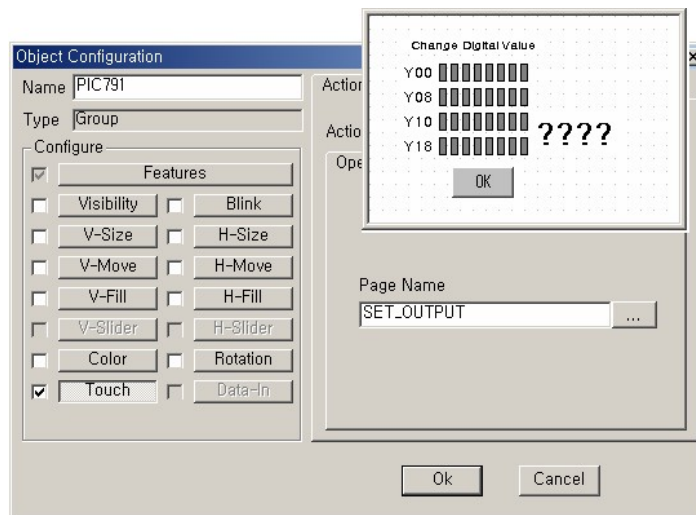 Object Configuration
Name PIC791
Type Group
Configure
Features
Visibility Blink
V-Size H-Size
V-Move H-Move
V-Fill H-Fill
V-Slider H-Slider
Color Rotation
Touch Data-In
Action
Actio
Ope
Page Name
SET_OUTPUT ...
Ok Cancel
Change Digital Value
Y00
Y08
Y10
Y18 ????
OK